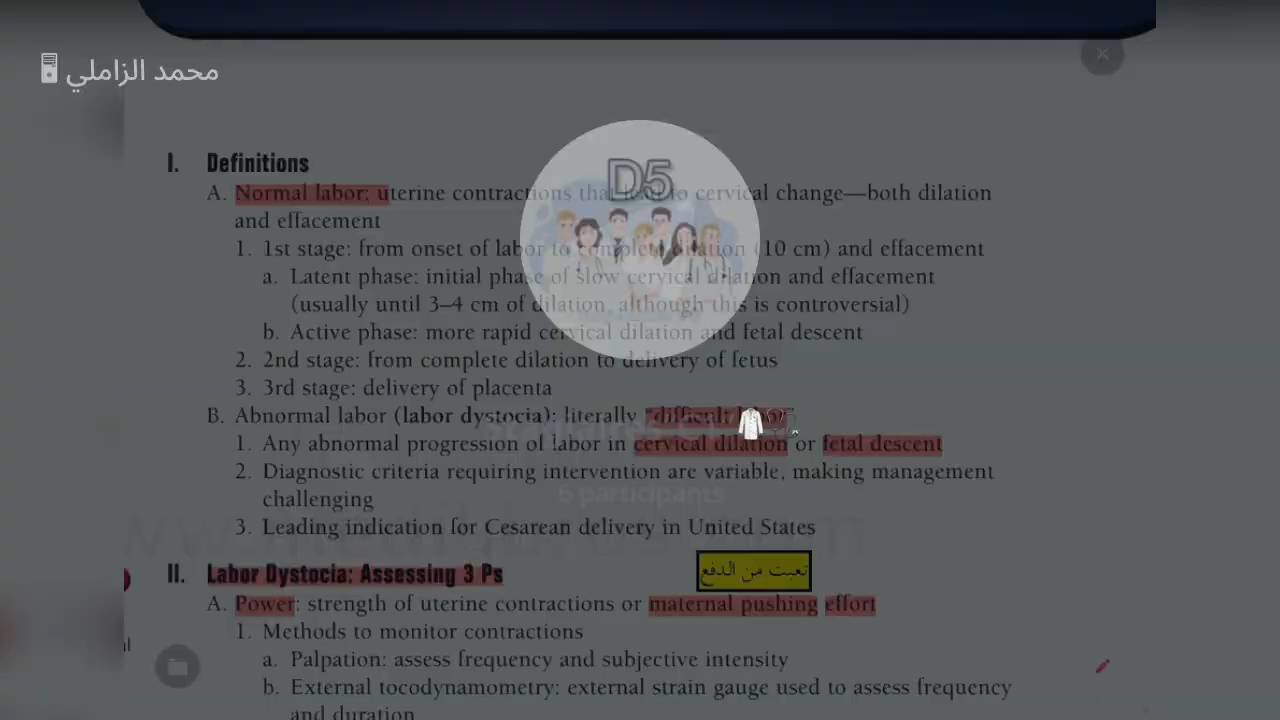 محمد الزاملي
D5
I. Definitions
A. Normal labor: uterine contractions that lead to cervical change—both dilation
and effacement
1. 1st stage: from onset of labor to complete dilation (10 cm) and effacement
a. Latent phase: initial phase of slow cervical dilation and effacement
(usually until 3–4 cm of dilation, although this is controversial)
b. Active phase: more rapid cervical dilation and fetal descent
2. 2nd stage: from complete dilation to delivery of fetus
3. 3rd stage: delivery of placenta
B. Abnormal labor (labor dystocia): literally "difficult labor"
1. Any abnormal progression of labor in cervical dilation or fetal descent
2. Diagnostic criteria requiring intervention are variable, making management
6 participants
challenging
3. Leading indication for Cesarean delivery in United States
II. Labor Dystocia: Assessing 3 Ps
تعبت من الدفع
A. Power: strength of uterine contractions or maternal pushing effort
1. Methods to monitor contractions
a. Palpation: assess frequency and subjective intensity
b. External tocodynamometry: external strain gauge used to assess frequency
and duration